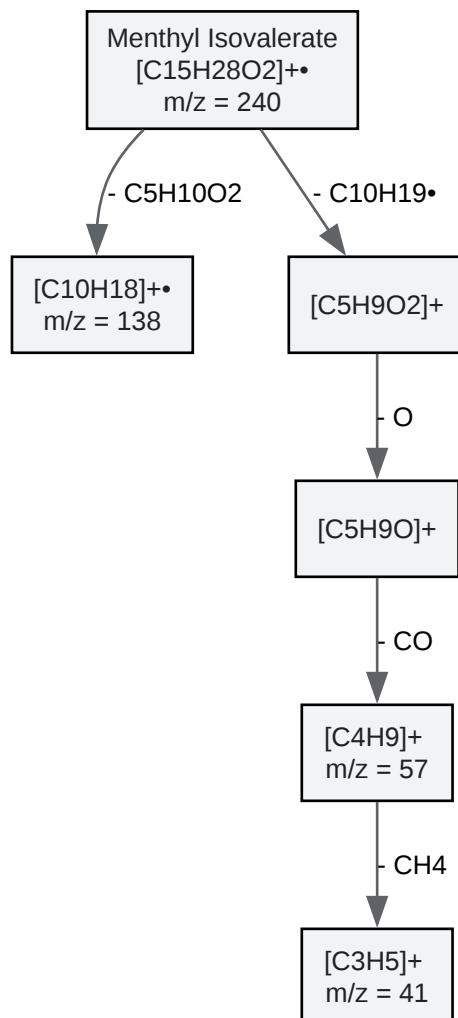 Menthyl Isovalerate
[C15H28O2]+•
m/z = 240
- C5H10O2
- C10H19•
[C10H18]+•
m/z = 138
[C5H9O2]+
- O
[C5H9O]+
- CO
[C4H9]+
m/z = 57
- CH4
[C3H5]+
m/z = 41